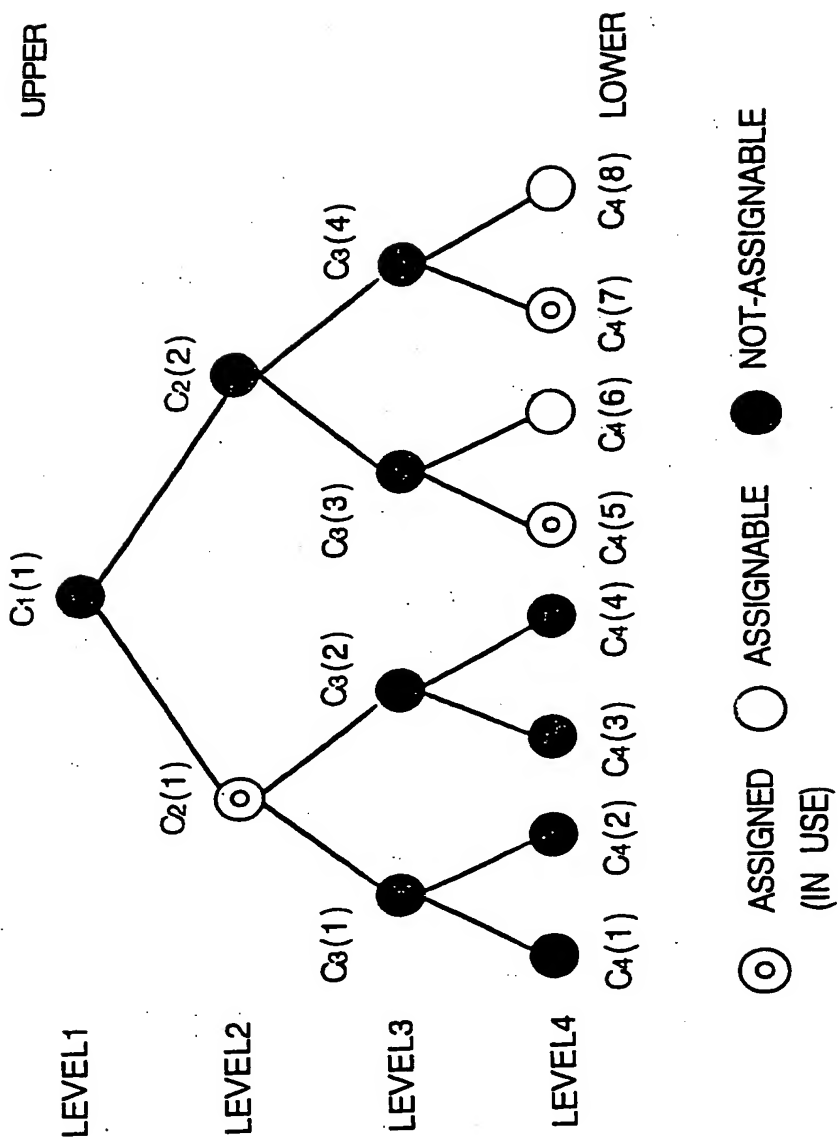 UPPER
C1(1)
LEVEL1
C2(1)
C2(2)
LEVEL2
C3(1)
C3(2)
C3(3)
C3(4)
LEVEL3
LEVEL4
C4(1)
C4(2)
C4(3)
C4(4)
C4(5)
C4(6)
C4(7)
C4(8)
LOWER
ASSIGNED
(IN USE)
ASSIGNABLE
NOT-ASSIGNABLE